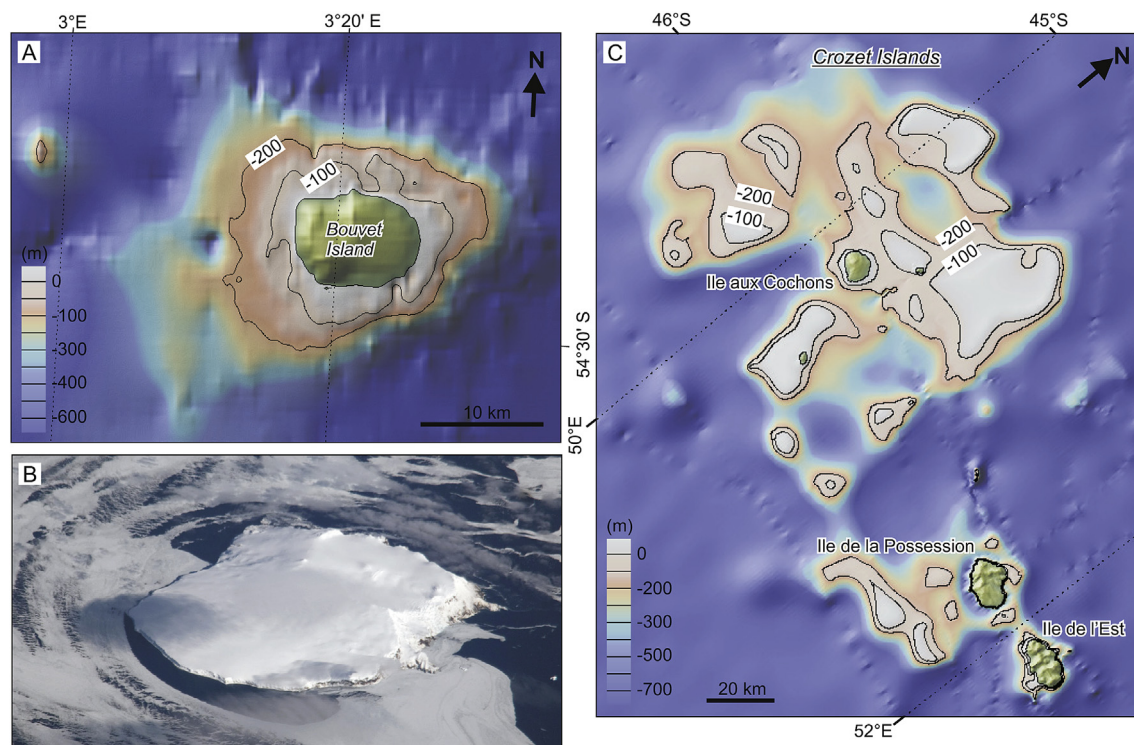 3°E
3°20' E
A
N
-200
-100
Bouvet
Island
(m)
0
-100
-300
-400
-600
10 km
54°30' S
B
46°S
45°S
C
Crozet Islands
N
-200
-100
-200
-100
Ile aux Cochons
50°E
(m)
0
-200
-300
-500
-700
Ile de la Possession
Ile de l'Est
20 km
52°E